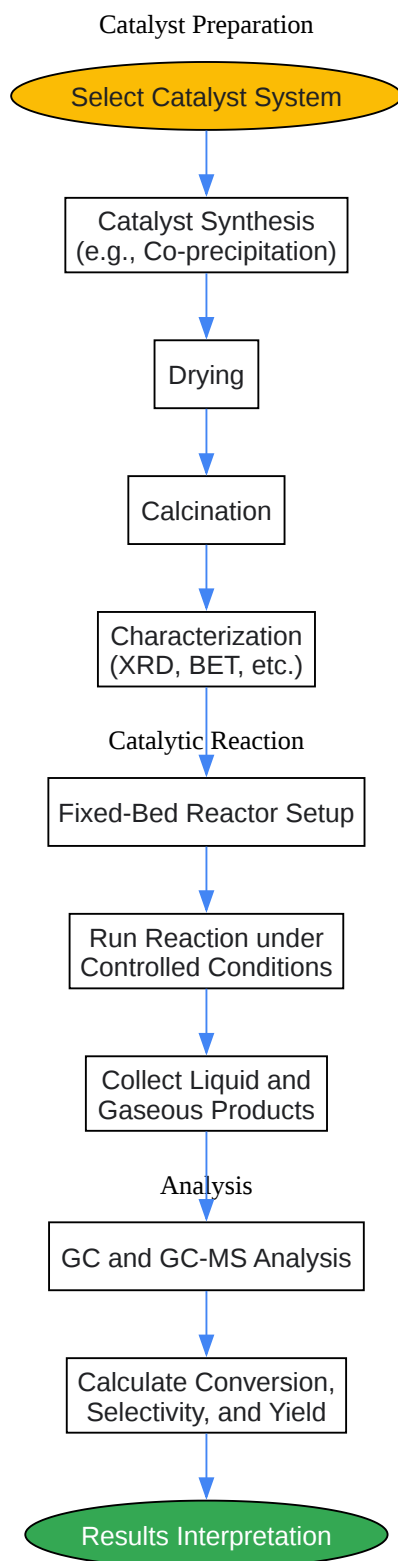 Catalyst Preparation
Select Catalyst System
Catalyst Synthesis
(e.g., Co-precipitation)
Drying
Calcination
Characterization
(XRD, BET, etc.)
Catalytic Reaction
Fixed-Bed Reactor Setup
Run Reaction under
Controlled Conditions
Collect Liquid and
Gaseous Products
Analysis
GC and GC-MS Analysis
Calculate Conversion,
Selectivity, and Yield
Results Interpretation